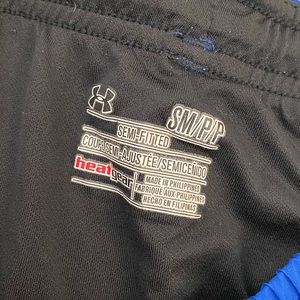 SM/P/P
SEMI-FITTED
COUPE SEMI-AJUSTÉE/SEMICEÑIDO
heatgear
MADE IN PHILIPPINES
FABRIQUÉ AUX PHILIPPINES
HECHO EN FILIPINAS